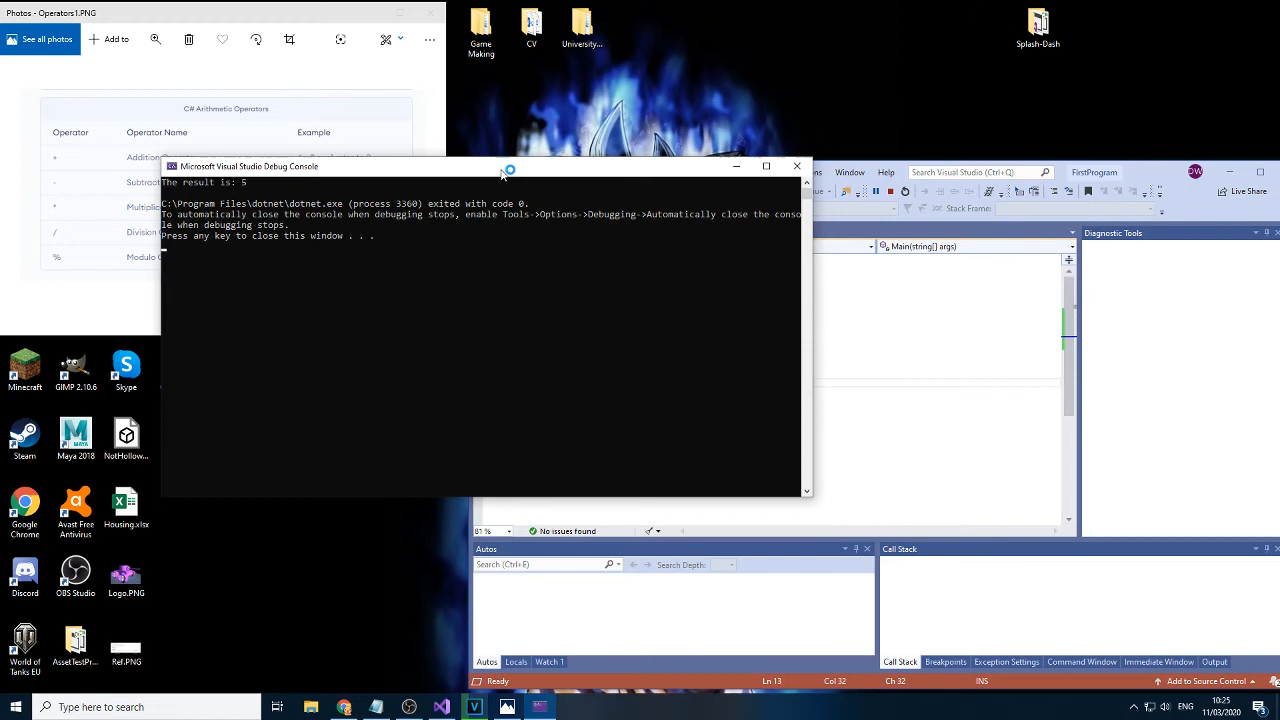 Photos - Operators1.PNG
See all photos
Add to
C# Arithmetic Operators
Operator
Operator Name
Example
+
Addition
-
Subtract
*
Multiplic
/
Division
%
Modulo
Game
Making
CV
University...
Splash-Dash
Microsoft Visual Studio Debug Console
The result is: 5
C:\Program Files\dotnet\dotnet.exe (process 3360) exited with code 0.
To automatically close the console when debugging stops, enable Tools->Options->Debugging->Automatically close the conso
le when debugging stops.
Press any key to close this window . . .
Window
Help
Search Visual Studio (Ctrl+Q)
FirstProgram
DW
Live Share
Stack Frame:
Main(string[] args)
Diagnostic Tools
81 %
No issues found
Autos
Search (Ctrl+E)
Search Depth:
Autos
Locals
Watch 1
Call Stack
Call Stack
Breakpoints
Exception Settings
Command Window
Immediate Window
Output
Ready
Ln 13
Col 32
Ch 32
INS
Add to Source Control
Minecraft
GIMP 2.10.6
Skype
Steam
Maya 2018
NotHollow...
Google
Chrome
Avast Free
Antivirus
Housing.xlsx
Discord
OBS Studio
Logo.PNG
World of
Tanks EU
AssetTestPr...
Ref.PNG
Type here to search
ENG
10:25
11/03/2020